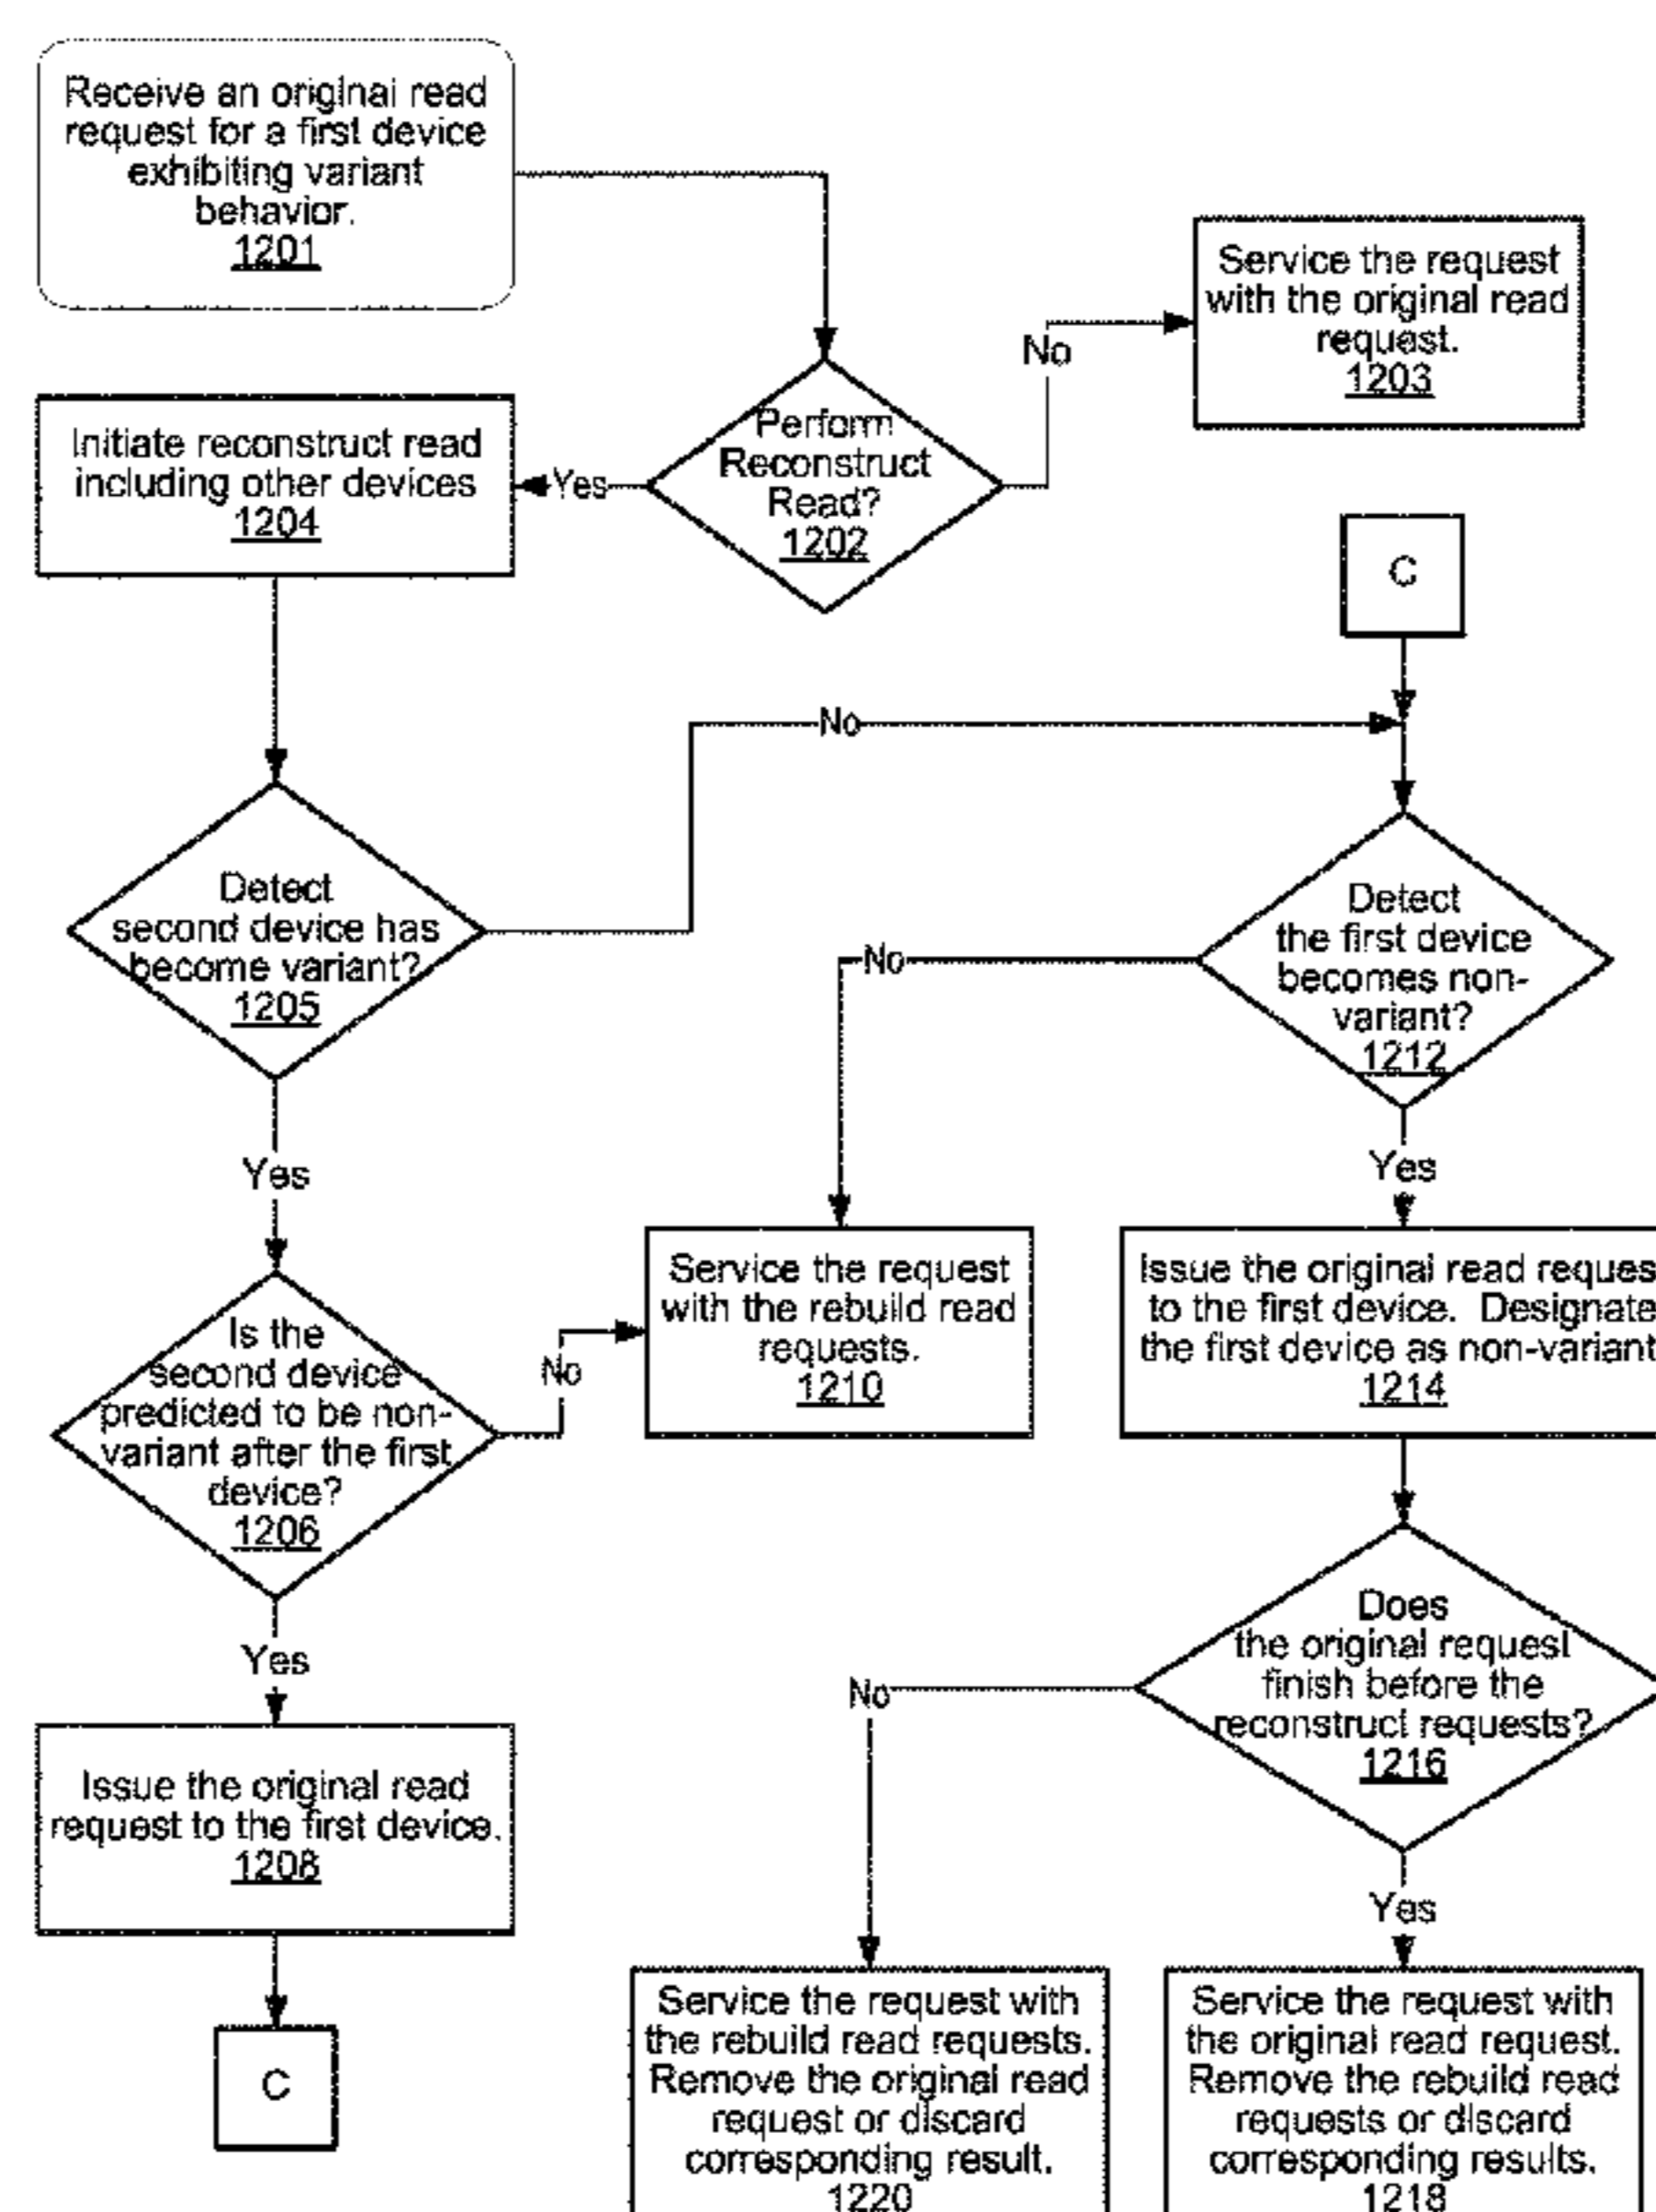 Receive an original read
request for a first device
exhibiting variant
behavior.
1201
Service the request
with the original read
request.
1203
No
Perform
Reconstruct
Read?
1202
Yes
Initiate reconstruct read
including other devices
1204
C
No
Detect
second device has
become variant?
1205
Detect
the first device
becomes non-
variant?
1212
No
Yes
Yes
Is the
second device
predicted to be non-
variant after the first
device?
1206
No
Service the request
with the rebuild read
requests.
1210
Issue the original read reques
to the first device. Designate
the first device as non-variant
1214
Does
the original request
finish before the
reconstruct requests?
1216
No
Yes
Yes
Issue the original read
request to the first device.
1208
C
Service the request with
the rebuild read requests.
Remove the original read
request or discard
corresponding result.
1220
Service the request with
the original read request.
Remove the rebuild read
requests or discard
corresponding results.
1218